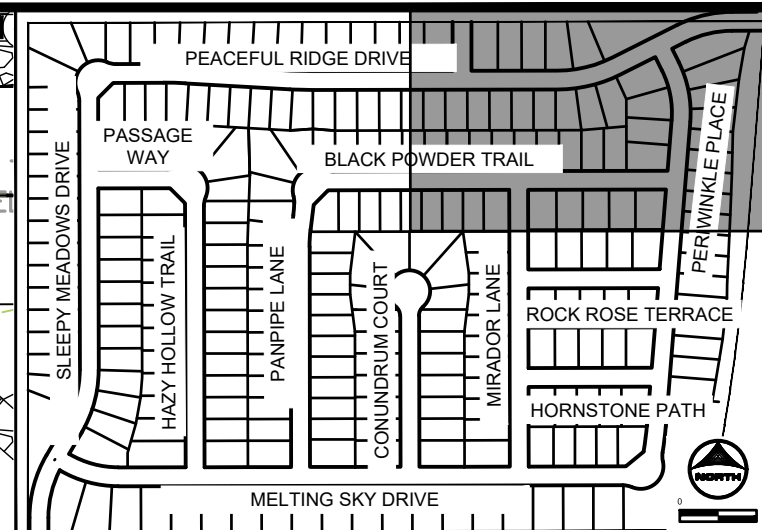 PEACEFUL RIDGE DRIVE
PASSAGE
WAY
BLACK POWDER TRAIL
PERIWINKLE PLACE
SLEEPY MEADOWS DRIVE
HAZY HOLLOW TRAIL
PANPIPE LANE
CONUNDRUM COURT
MIRADOR LANE
ROCK ROSE TERRACE
HORNSTONE PATH
NORTH
0
MELTING SKY DRIVE